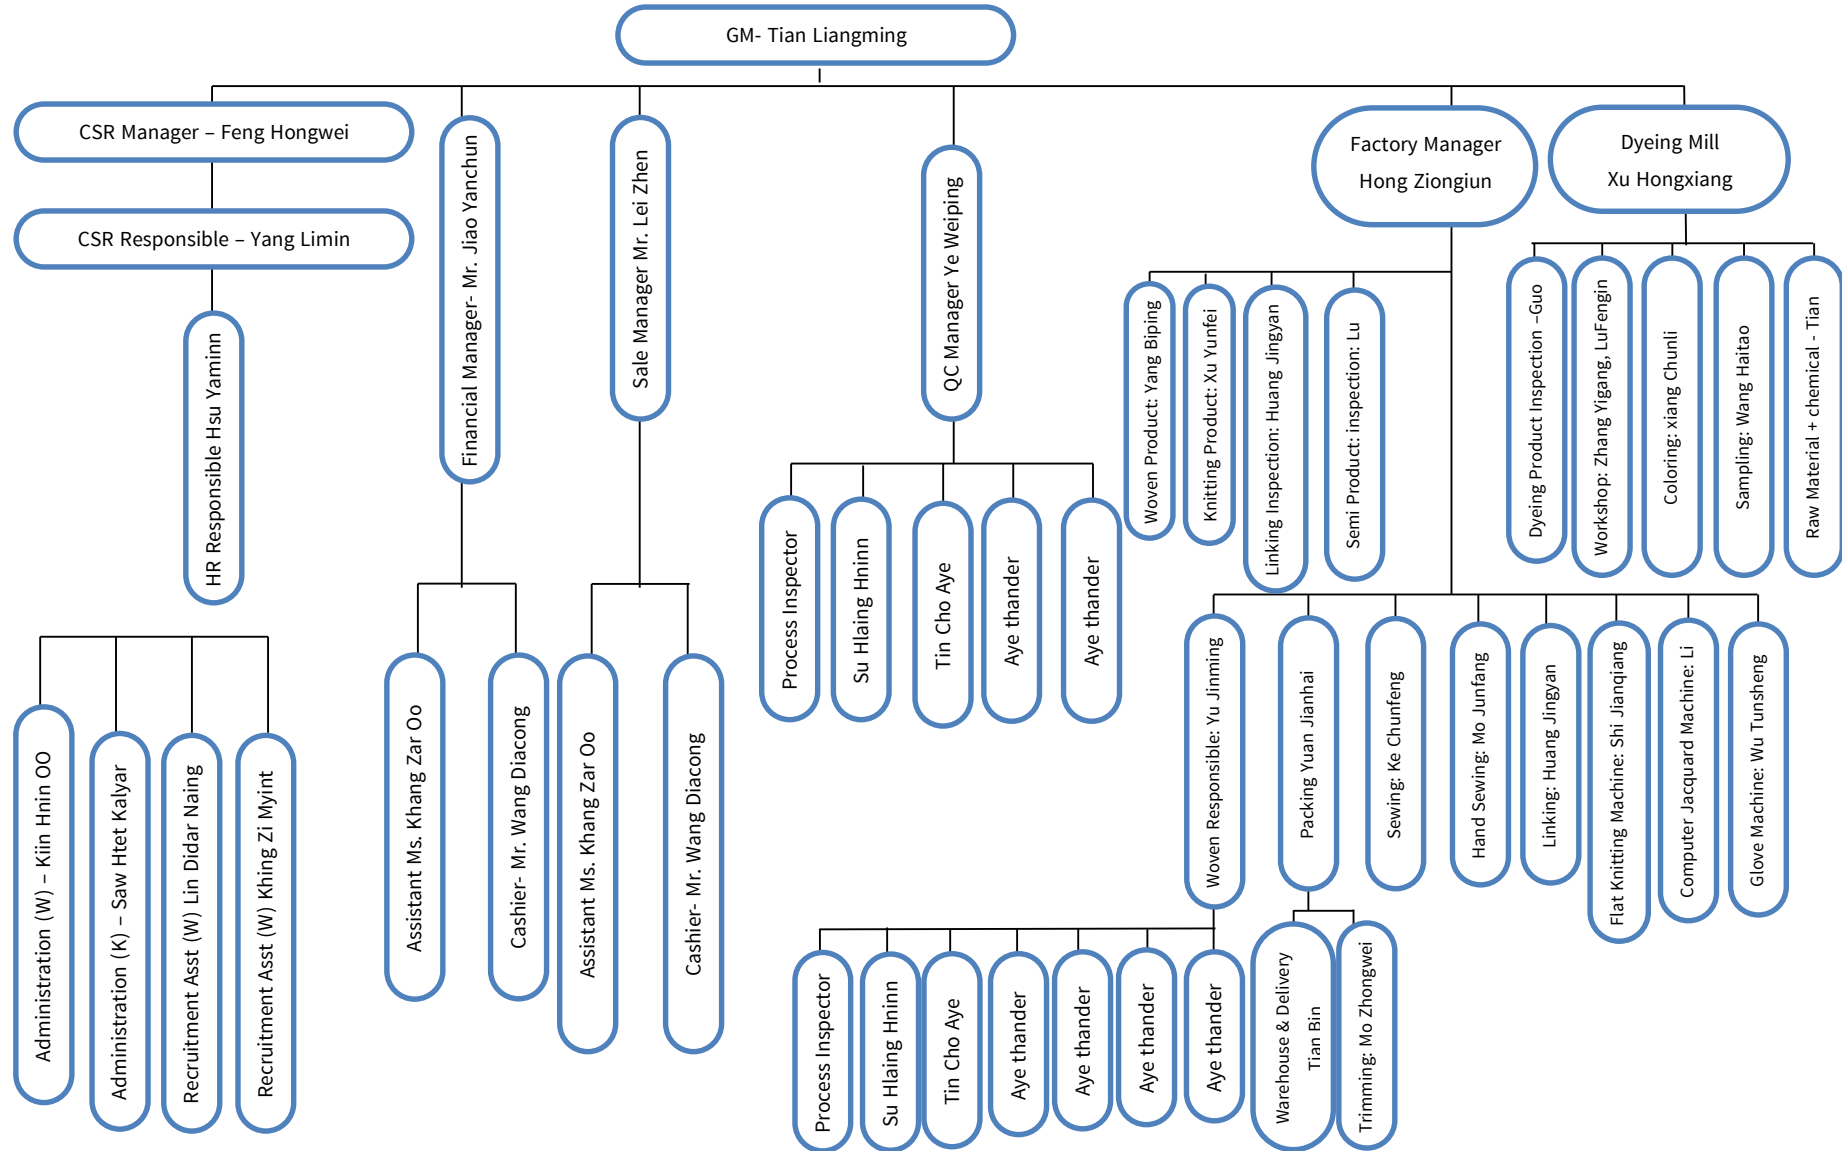 GM- Tian Liangming
CSR Manager – Feng Hongwei
CSR Responsible – Yang Limin
HR Responsible Hsu Yaminn
Administration (W) – Kiin Hnin OO
Administration (K) – Saw Htet Kalyar
Recruitment Asst (W) Lin Didar Naing
Recruitment Asst (W) Khing Zi Myint
Financial Manager- Mr. Jiao Yanchun
Assistant Ms. Khang Zar Oo
Cashier- Mr. Wang Diacong
Sale Manager Mr. Lei Zhen
Assistant Ms. Khang Zar Oo
Cashier- Mr. Wang Diacong
QC Manager Ye Weiping
Process Inspector
Su Hlaing Hninn
Tin Cho Aye
Aye thander
Aye thander
Factory Manager
Hong Ziongiun
Woven Product: Yang Biping
Knitting Product: Xu Yunfei
Linking Inspection: Huang Jingyan
Semi Product: inspection: Lu
Woven Responsible: Yu Jinming
Packing Yuan Jianhai
Sewing: Ke Chunfeng
Hand Sewing: Mo Junfang
Linking: Huang Jingyan
Flat Knitting Machine: Shi Jianqiang
Computer Jacquard Machine: Li
Glove Machine: Wu Tunsheng
Process Inspector
Su Hlaing Hninn
Tin Cho Aye
Aye thander
Aye thander
Aye thander
Aye thander
Warehouse & Delivery
Tian Bin
Trimming: Mo Zhongwei
Dyeing Mill
Xu Hongxiang
Dyeing Product Inspection –Guo
Workshop: Zhang Yigang, LuFengin
Coloring: xiang Chunli
Sampling: Wang Haitao
Raw Material + chemical - Tian